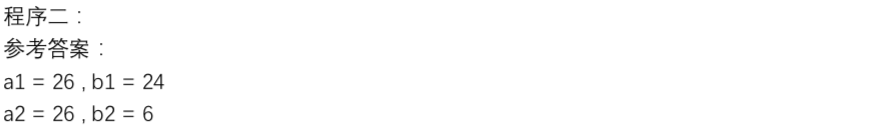 程序二：
参考答案：
a1 = 26 , b1 = 24
a2 = 26 , b2 = 6